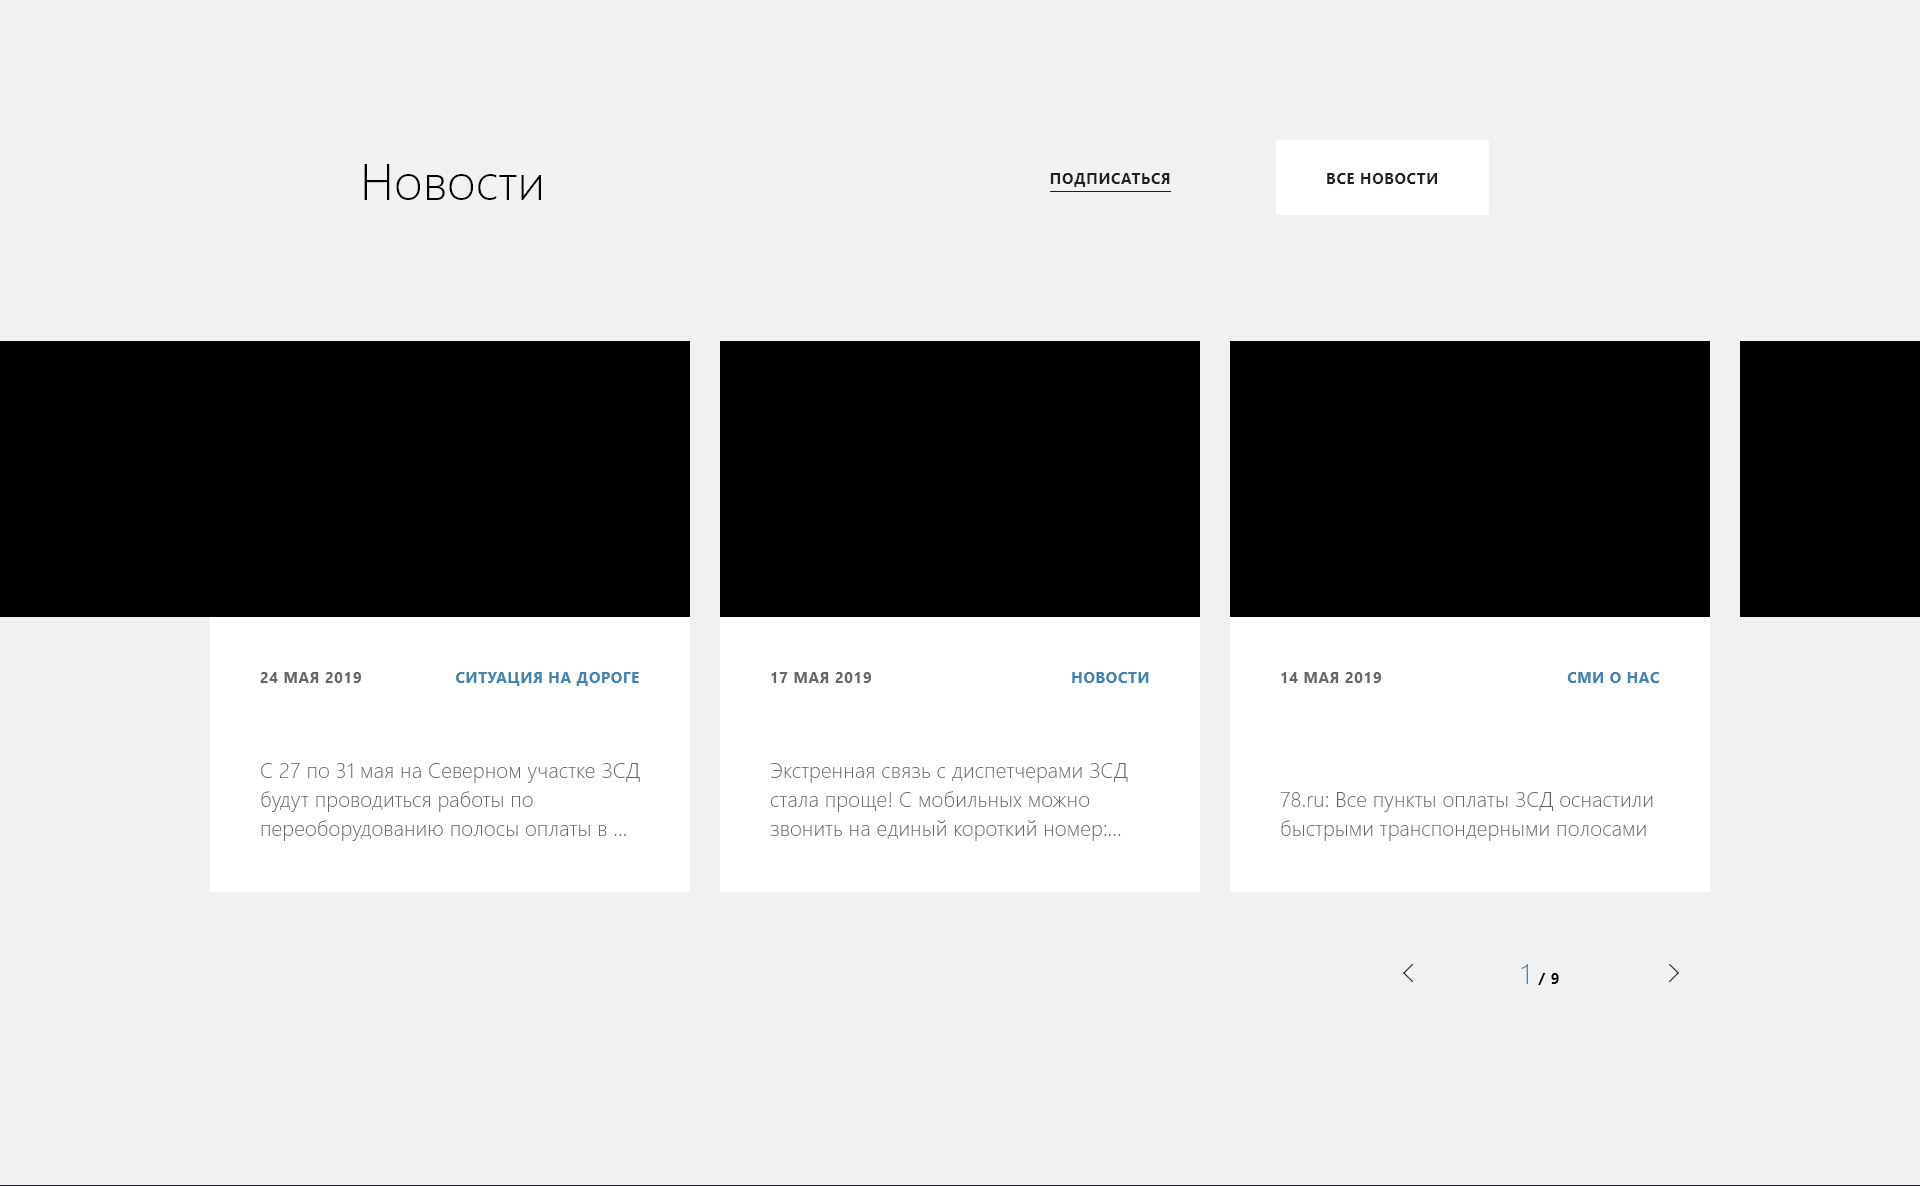 Новости
ПОДПИСАТЬСЯ
ВСЕ НОВОСТИ
24 МАЯ 2019
СИТУАЦИЯ НА ДОРОГЕ
С 27 по 31 мая на Северном участке ЗСД
будут проводиться работы по
переоборудованию полосы оплаты в ...
17 МАЯ 2019
НОВОСТИ
Экстренная связь с диспетчерами ЗСД
стала проще! С мобильных можно
звонить на единый короткий номер:...
14 МАЯ 2019
СМИ О НАС
78.ru: Все пункты оплаты ЗСД оснастили
быстрыми транспондерными полосами
1 / 9